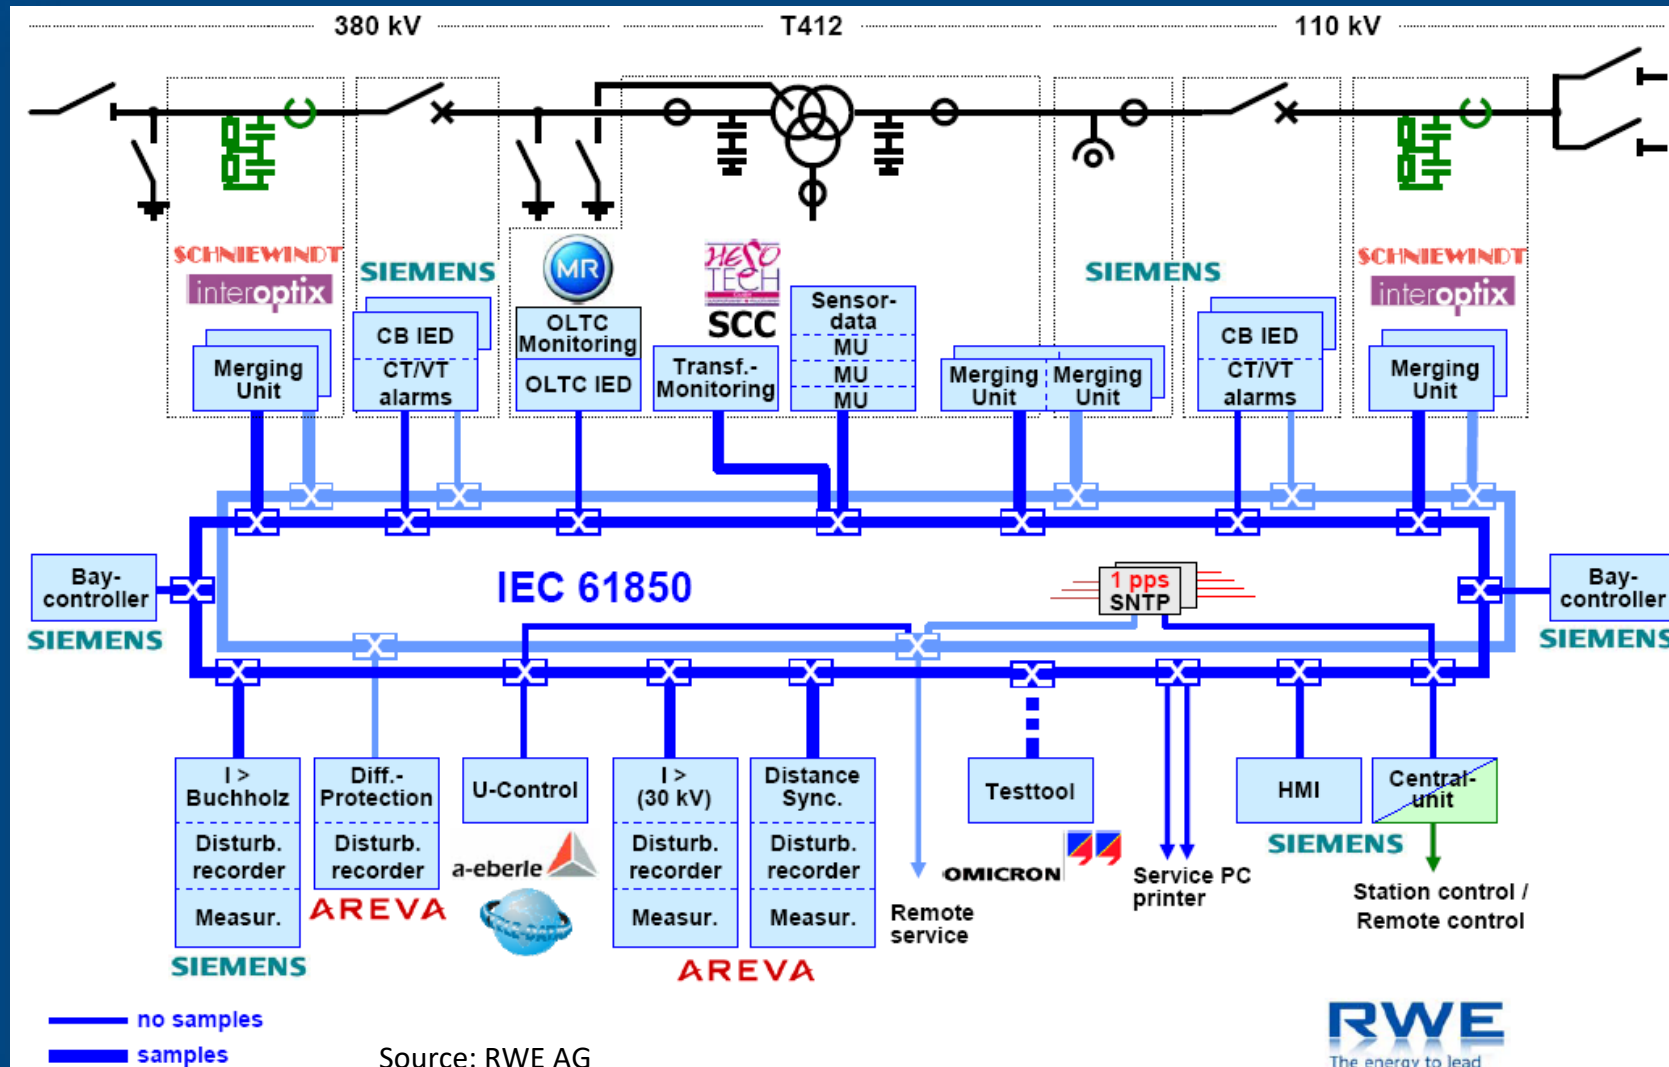 380 kV
T412
110 kV
SCHNIEWINDT
interoptix
SIEMENS
MR
HESO
TECH
SCC
SIEMENS
SCHNIEWINDT
interoptix
Merging
Unit
CB IED
CT/VT
alarms
OLTC
Monitoring
OLTC IED
Transf.-
Monitoring
Sensor-
data
MU
MU
MU
Merging
Unit
Merging
Unit
CB IED
CT/VT
alarms
Merging
Unit
Bay-
controller
SIEMENS
IEC 61850
1 pps
SNTP
Bay-
controller
SIEMENS
I >
Buchholz
Disturb.
recorder
Measur.
SIEMENS
Diff.-
Protection
Disturb.
recorder
AREVA
U-Control
a-eberle
I >
(30 kV)
Disturb.
recorder
Measur.
Distance
Sync.
Disturb.
recorder
Measur.
AREVA
Remote
service
Testtool
OMICRON
Service PC
printer
HMI
SIEMENS
Central-
unit
Station control /
Remote control
no samples
samples
Source: RWE AG
RWE
The energy to lead